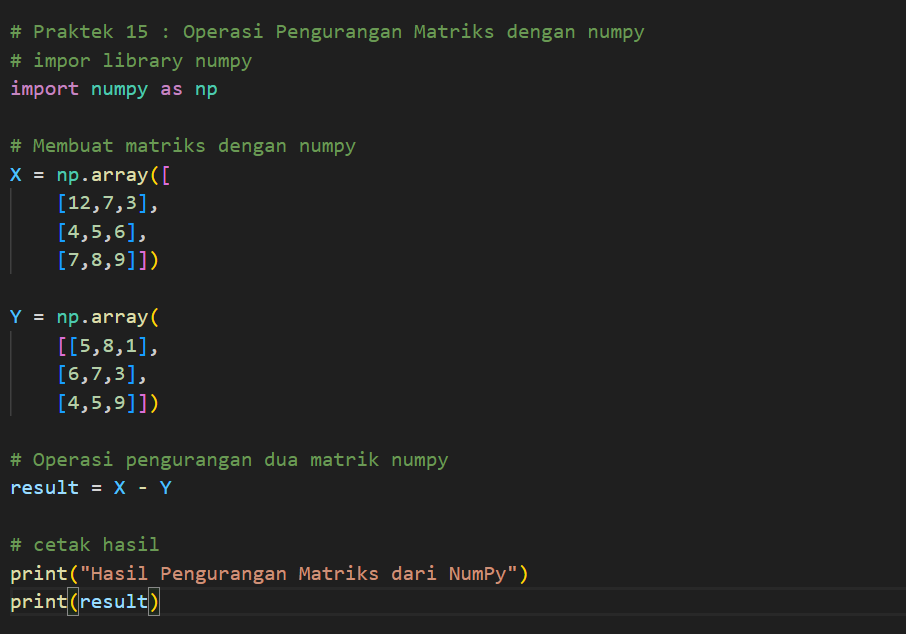 # Praktek 15 : Operasi Pengurangan Matriks dengan numpy
# impor library numpy
import numpy as np
# Membuat matriks dengan numpy
X = np.array([
    [12,7,3],
    [4,5,6],
    [7,8,9]])
Y = np.array(
    [[5,8,1],
    [6,7,3],
    [4,5,9]])
# Operasi pengurangan dua matrik numpy
result = X - Y
# cetak hasil
print("Hasil Pengurangan Matriks dari NumPy")
print(result)